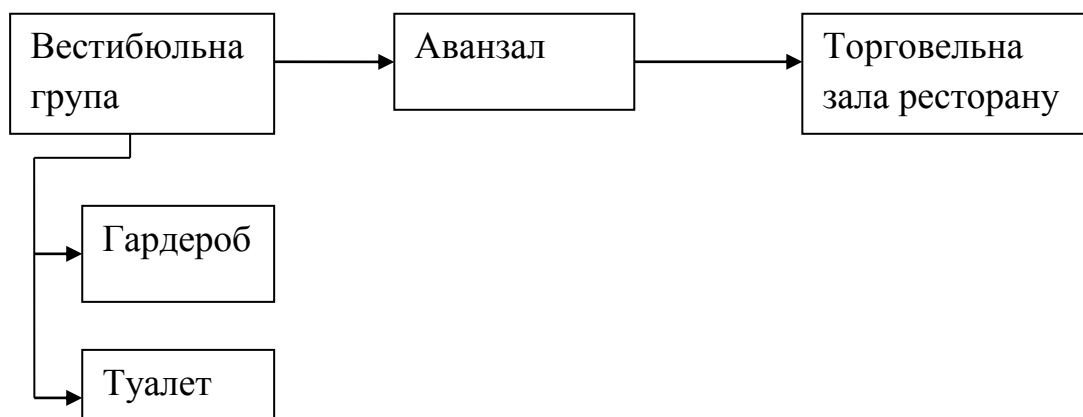 Вестибюльна
група
Аванзал
Торговельна
зала ресторану
Гардероб
Туалет